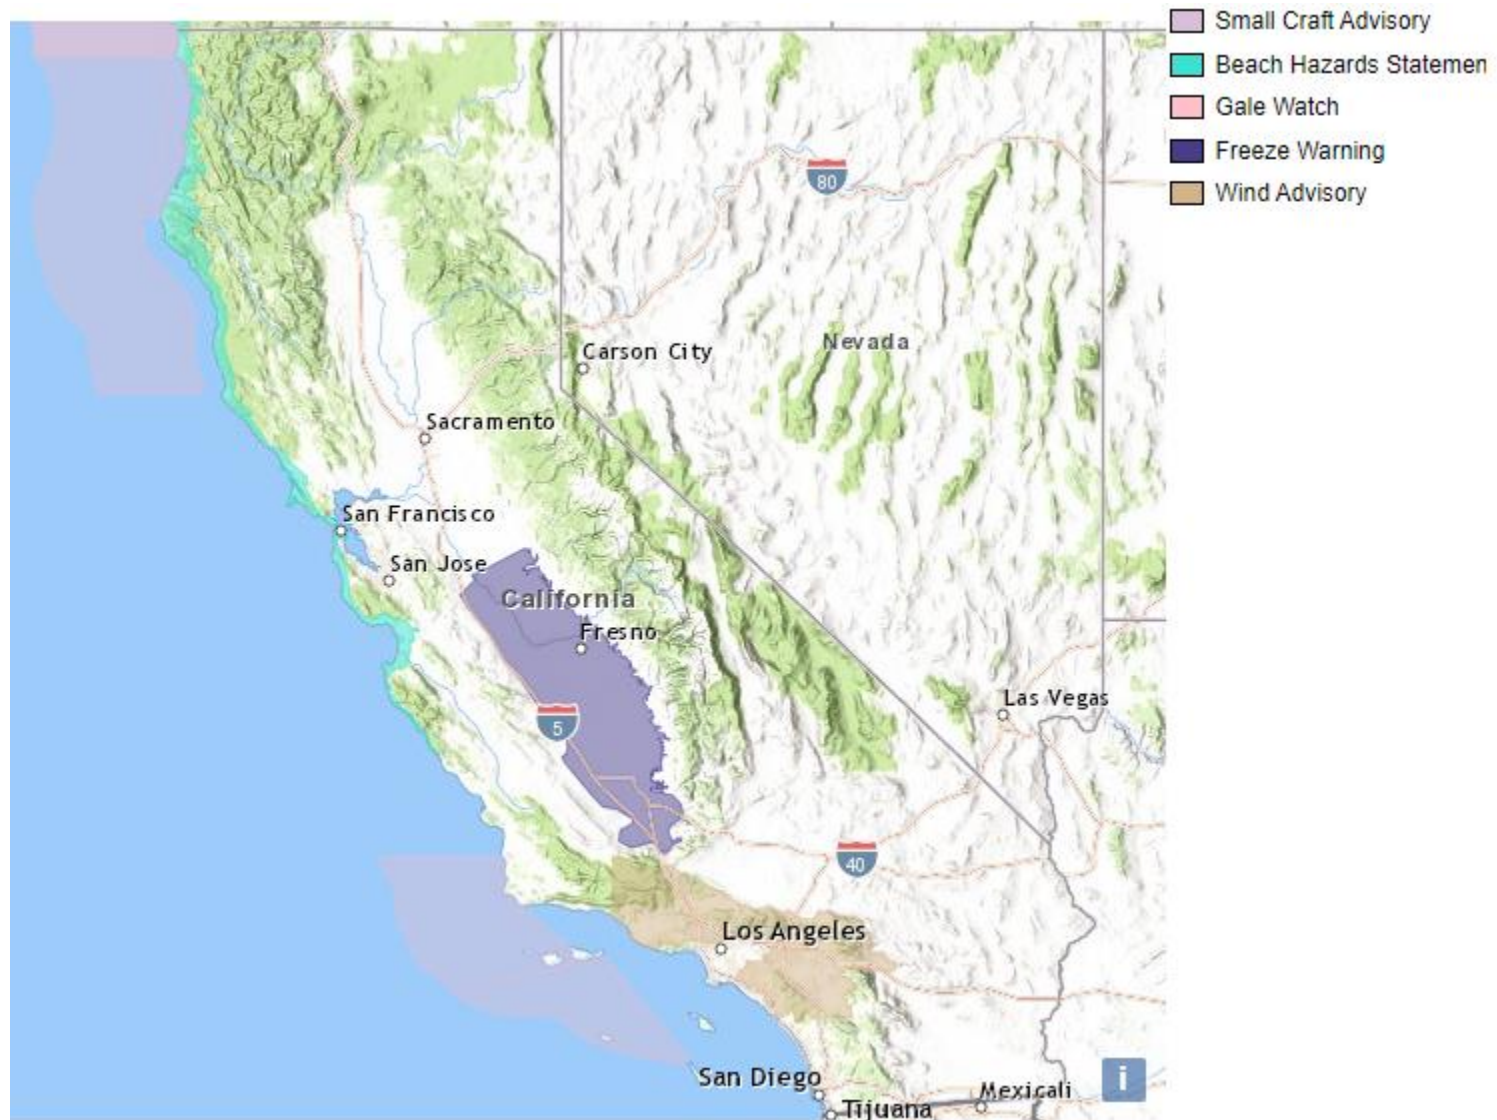 Small Craft Advisory
Beach Hazards Statemen
Gale Watch
Freeze Warning
Wind Advisory
80
Nevada
Carson City
Sacramento
San Francisco
San Jose
California
Fresno
Las Vegas
5
40
Los Angeles
San Diego
i
Mexicali
Tijuana